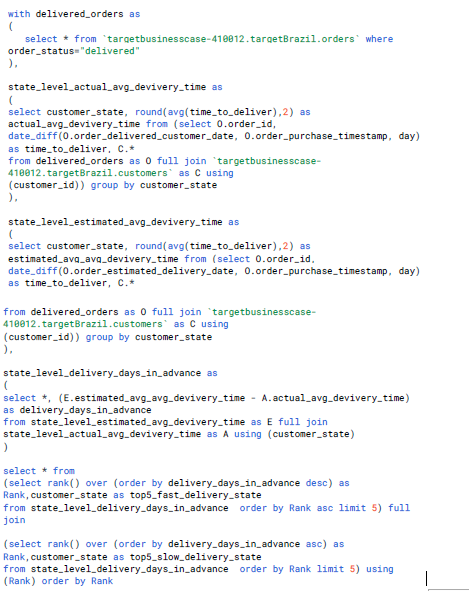 with delivered_orders as
(
select * from `targetbusinesscase-410012.targetBrazil.orders` where
order_status="delivered"
),
state_level_actual_avg_devivery_time as
(
select customer_state, round(avg(time_to_deliver),2) as
actual_avg_devivery_time from (select O.order_id,
date_diff(O.order_delivered_customer_date, O.order_purchase_timestamp, day)
as time_to_deliver, C.*
from delivered_orders as O full join `targetbusinesscase-
410012.targetBrazil.customers` as C using
(customer_id)) group by customer_state
),
state_level_estimated_avg_devivery_time as
(
select customer_state, round(avg(time_to_deliver),2) as
estimated_avg_avg_devivery_time from (select O.order_id,
date_diff(O.order_estimated_delivery_date, O.order_purchase_timestamp, day)
as time_to_deliver, C.*
from delivered_orders as O full join `targetbusinesscase-
410012.targetBrazil.customers` as C using
(customer_id)) group by customer_state
),
state_level_delivery_days_in_advance as
(
select *, (E.estimated_avg_avg_devivery_time - A.actual_avg_devivery_time)
as delivery_days_in_advance
from state_level_estimated_avg_devivery_time as E full join
state_level_actual_avg_devivery_time as A using (customer_state)
)
select * from
(select rank() over (order by delivery_days_in_advance desc) as
Rank,customer_state as top5_fast_delivery_state
from state_level_delivery_days_in_advance order by Rank asc limit 5) full
join
(select rank() over (order by delivery_days_in_advance asc) as
Rank,customer_state as top5_slow_delivery_state
from state_level_delivery_days_in_advance order by Rank limit 5) using
(Rank) order by Rank